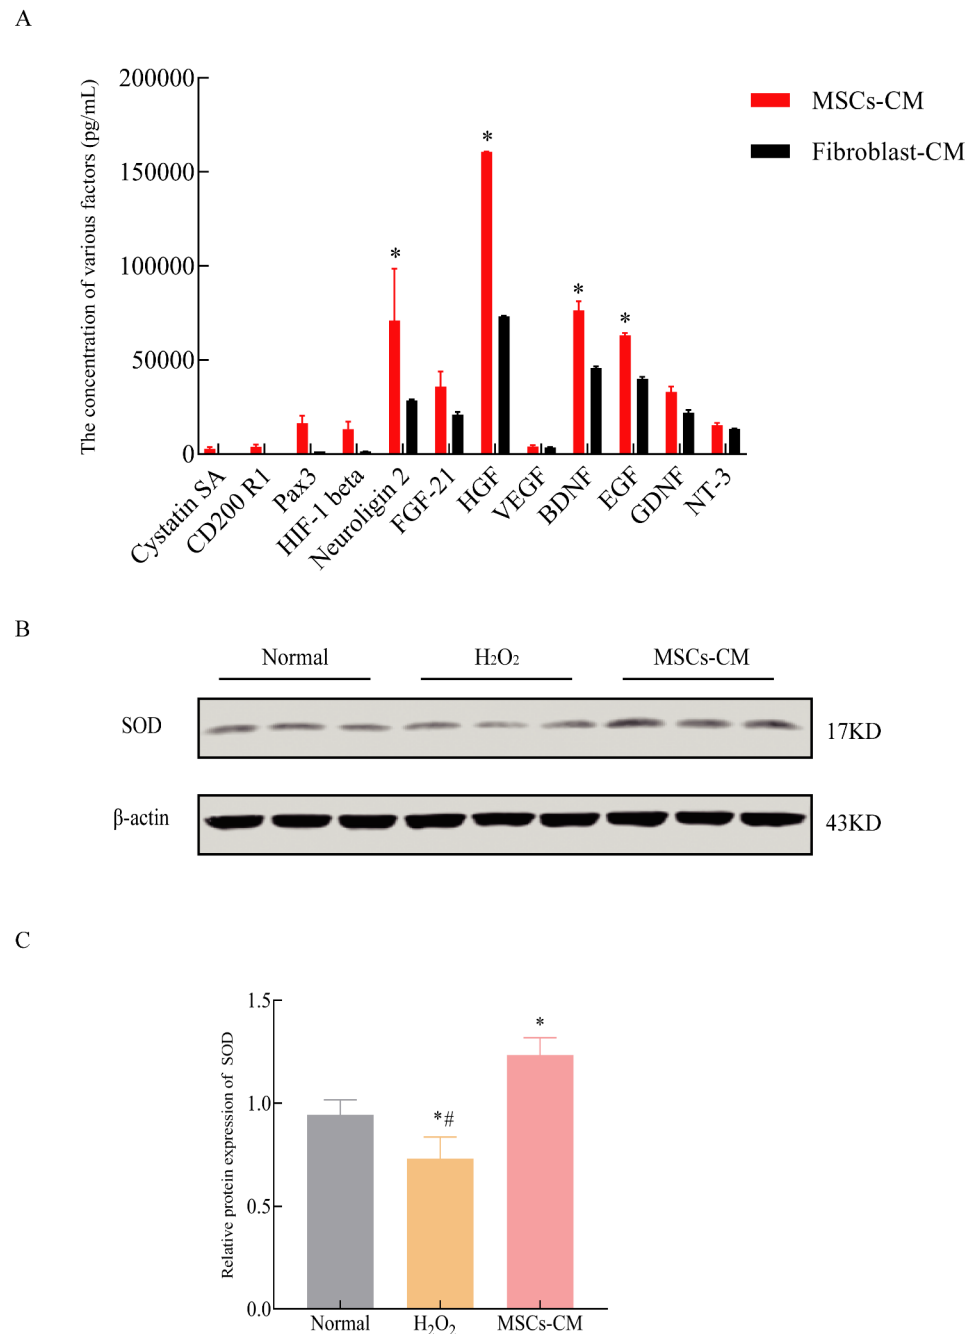 A
The concentration of various factors (pg/mL)
200000
150000
100000
50000
0
MSCs-CM
Fibroblast-CM
*
*
*
*
Cystatin SA
CD200 R1
Pax3
HIF-1 beta
Neuroligin 2
FGF-21
HGF
VEGF
BDNF
EGF
GDNF
NT-3
B
Normal H₂O₂ MSCs-CM
SOD 17KD
β-actin 43KD
C
Relative protein expression of SOD
1.5
1.0
0.5
0.0
*#
*
Normal H₂O₂ MSCs-CM